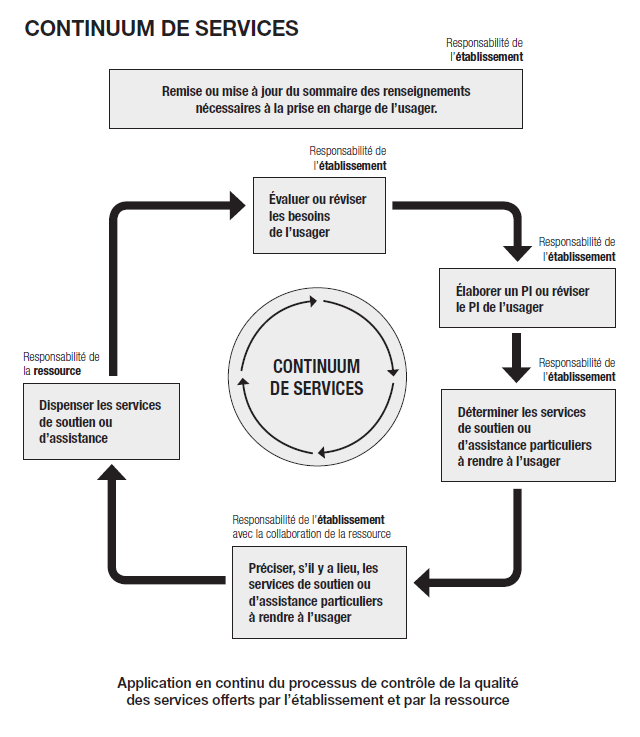 CONTINUUM DE SERVICES
Responsabilité de
l'établissement
Remise ou mise à jour du sommaire des renseignements
nécessaires à la prise en charge de l'usager.
Responsabilité de
l'établissement
Évaluer ou réviser
les besoins
de l'usager
Responsabilité de
l'établissement
Élaborer un PI ou réviser
le PI de l'usager
Responsabilité de
l'établissement
Déterminer les services
de soutien ou
d'assistance particuliers
à rendre à l'usager
Responsabilité de l'établissement
avec la collaboration de la ressource
Préciser, s'il y a lieu, les
services de soutien ou
d'assistance particuliers
à rendre à l'usager
Responsabilité de
la ressource
Dispenser les services
de soutien ou
d'assistance
CONTINUUM
DE SERVICES
Application en continu du processus de contrôle de la qualité
des services offerts par l'établissement et par la ressource